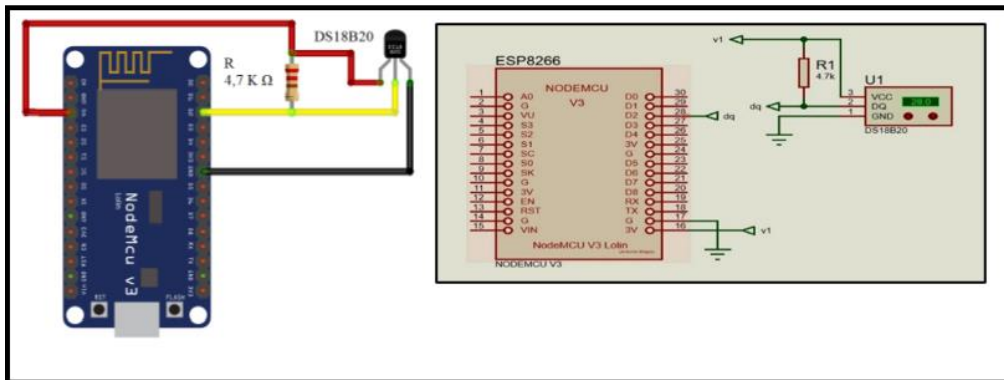 DS18B20
R
4,7 K Ω
NodeMcu v3
Lolin
RST
FLASH
ESP8266
NODEMCU
V3
1 A0
2 G
3 VU
4 S3
5 S2
6 S1
7 SC
8 S0
9 SK
10 G
11 3V
12 EN
13 RST
14 G
15 VIN
D0 30
D1 29
D2 28
D3 27
D4 26
3V 25
G 24
D5 23
D6 22
D7 21
D8 20
RX 19
TX 18
G 17
3V 16
NodeMCU V3 Lolin
NODEMCU V3
dq
v1
v1
R1
4.7k
dq
U1
3 VCC
2 DQ
1 GND
DS18B20